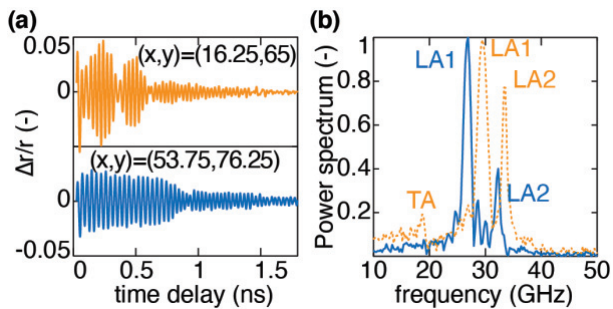 (a)
0.05
(x,y)=(16.25,65)
0
Δr/r (-)
(x,y)=(53.75,76.25)
0
-0.05
0 0.5 1 1.5
time delay (ns)
(b)
1
LA1 LA1
0.8
LA2
0.6
0.4
TA
LA2
0.2
Power spectrum (-)
10 20 30 40 50
frequency (GHz)